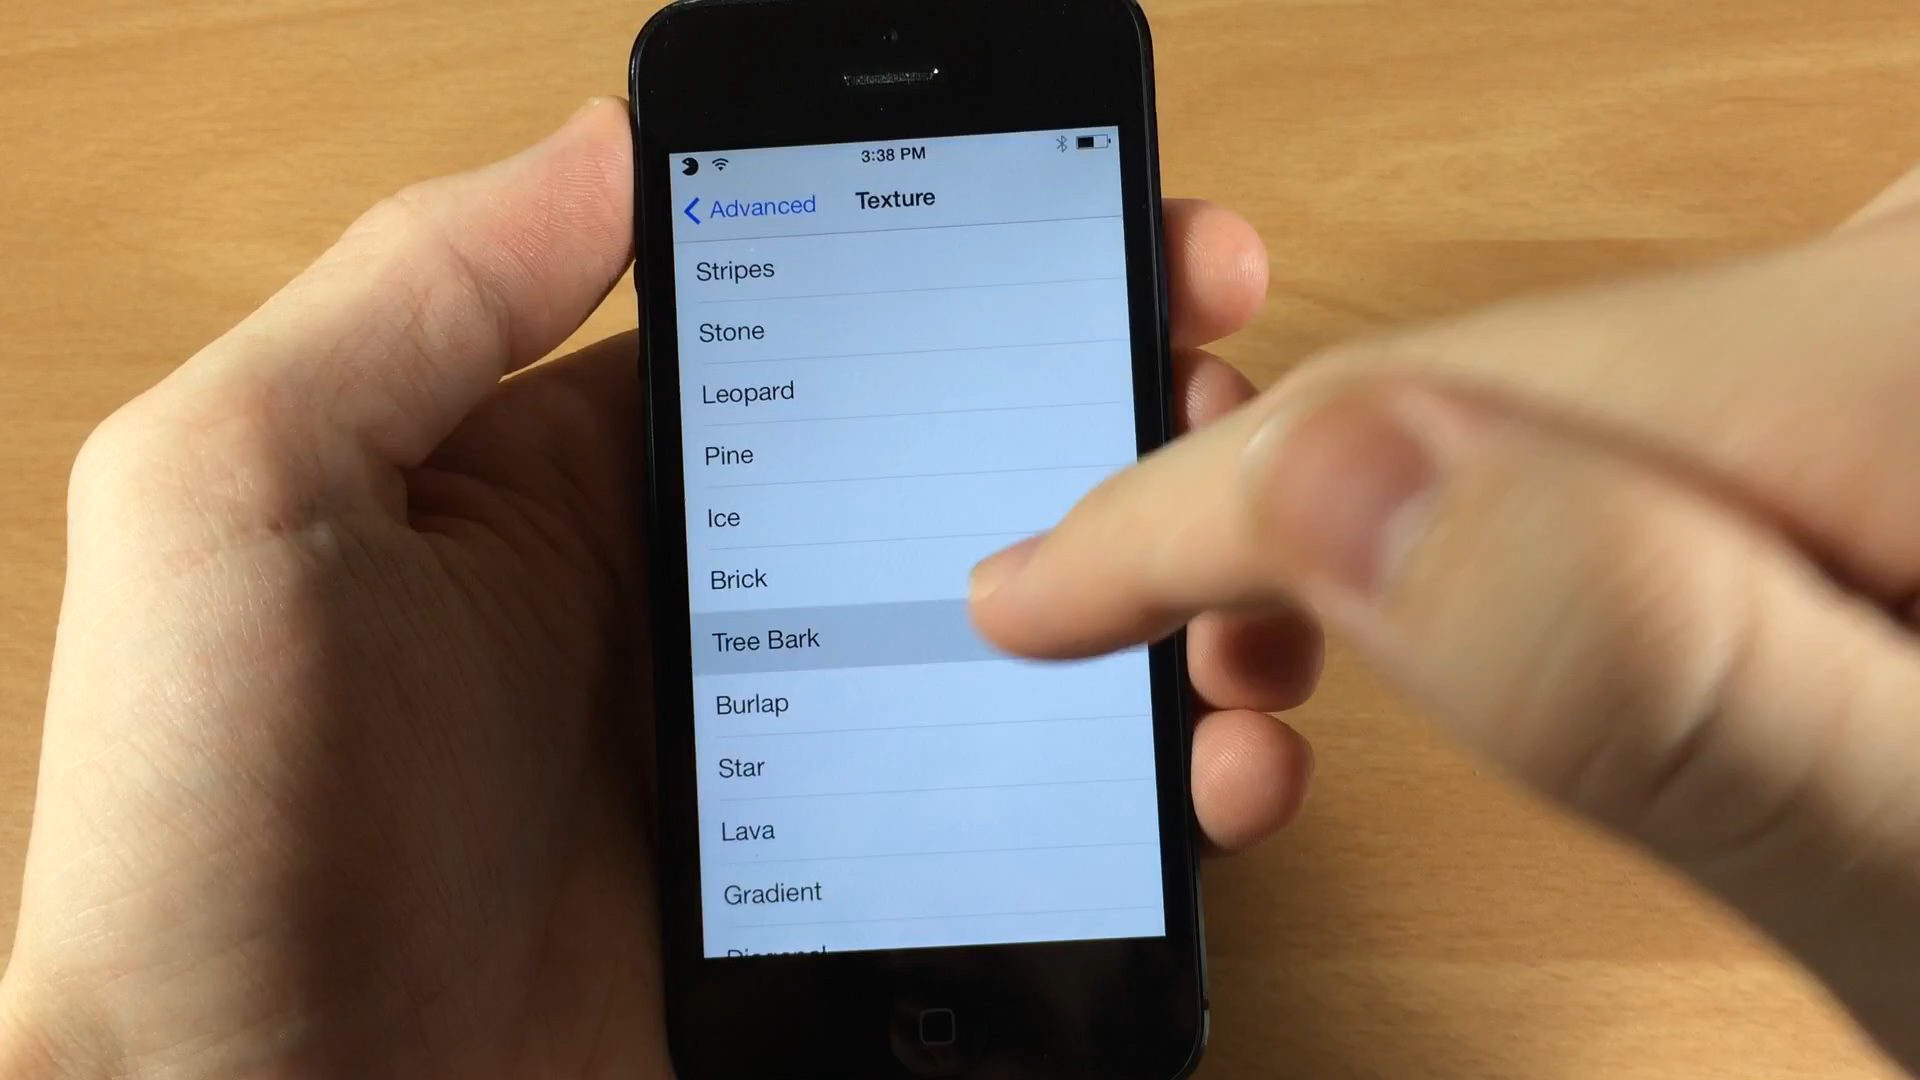 3:38 PM
Advanced
Texture
Stripes
Stone
Leopard
Pine
Ice
Brick
Tree Bark
Burlap
Star
Lava
Gradient